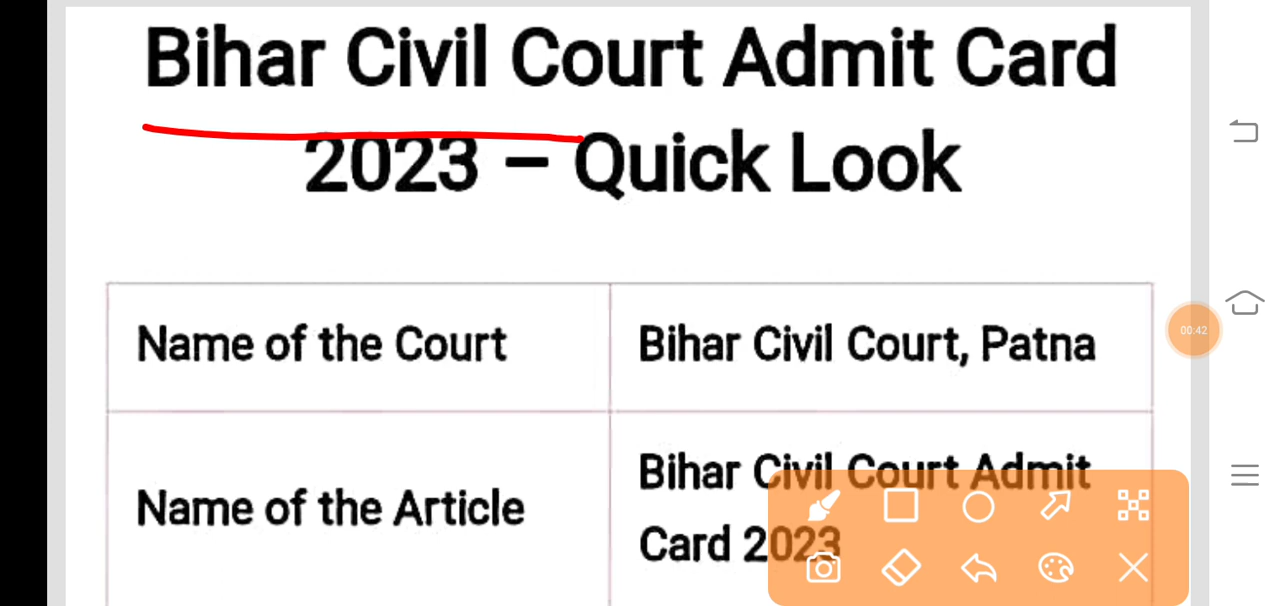 Bihar Civil Court Admit Card
2023 – Quick Look
Name of the Court
Bihar Civil Court, Patna
00:42
Name of the Article
Bihar Civil Court Admit
Card 2023